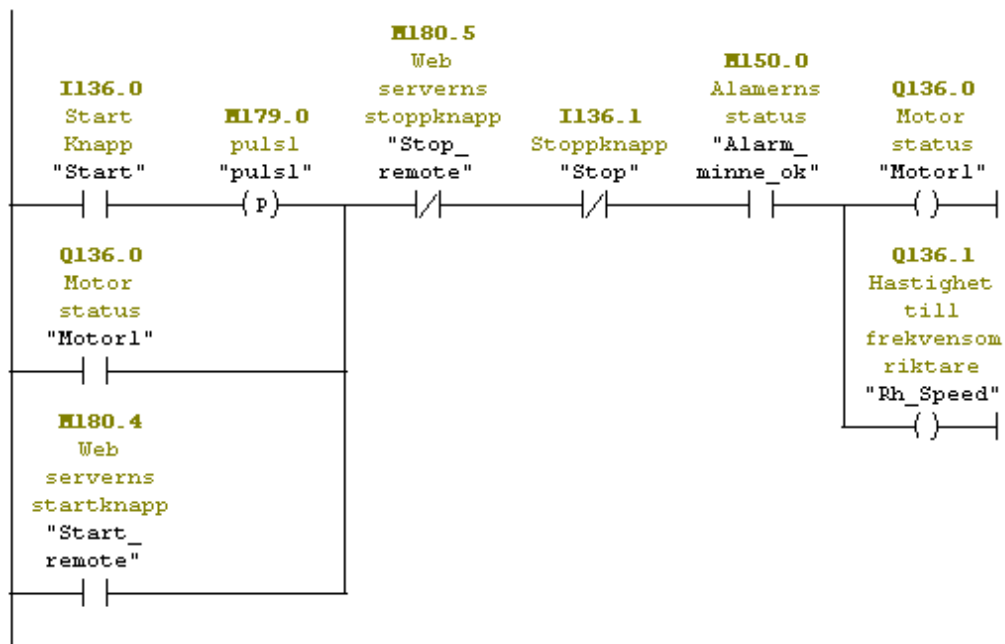 M180.5
Web
serverns
stoppknapp
"Stop_
remote"
M150.0
Alamerns
status
"Alarm_
minne_ok"
I136.0
Start
Knapp
"Start"
M179.0
puls1
"puls1"
I136.1
Stoppknapp
"Stop"
Q136.0
Motor
status
"Motor1"
( P )
Q136.0
Motor
status
"Motor1"
Q136.1
Hastighet
till
frekvensom
riktare
"Rh_Speed"
M180.4
Web
serverns
startknapp
"Start_
remote"